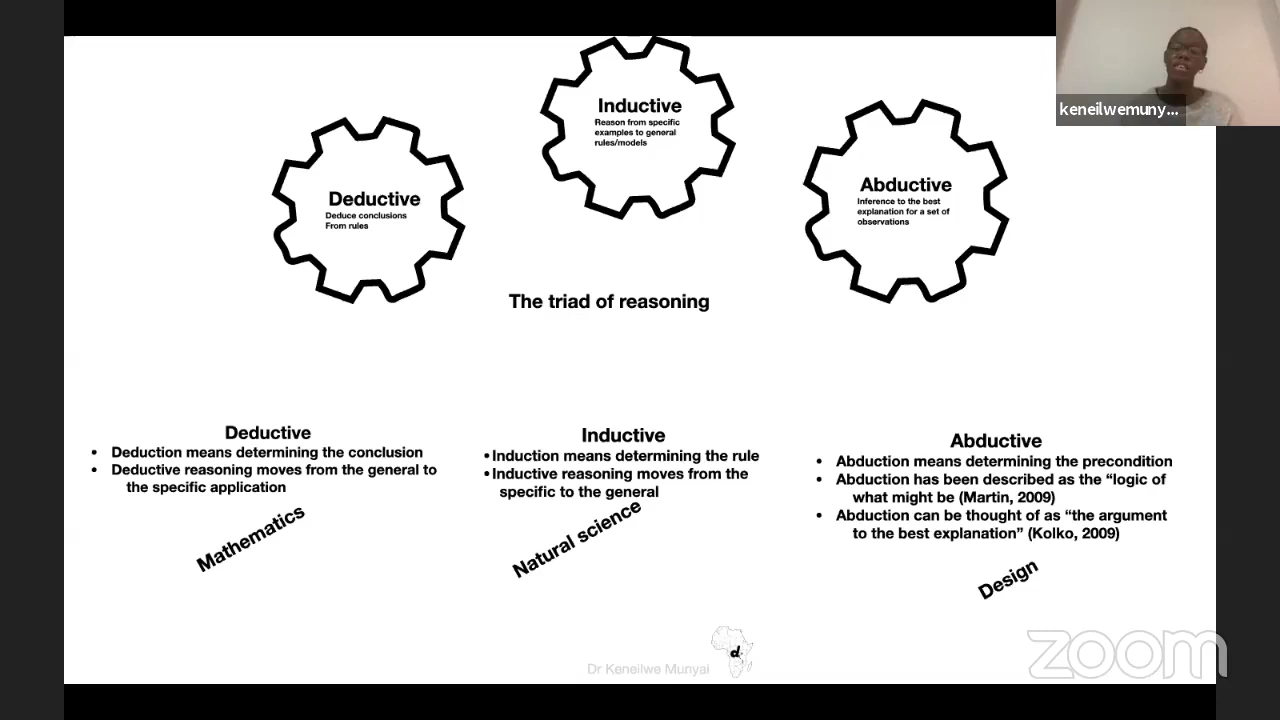 keneilwemuny...
Inductive
Reason from specific
examples to general
rules/models
Deductive
Deduce conclusions
From rules
Abductive
Inference to the best
explanation for a set of
observations
The triad of reasoning
Deductive
• Deduction means determining the conclusion
• Deductive reasoning moves from the general to
the specific application
Mathematics
Inductive
• Induction means determining the rule
• Inductive reasoning moves from the
specific to the general
Natural science
Abductive
• Abduction means determining the precondition
• Abduction has been described as the “logic of
what might be (Martin, 2009)
• Abduction can be thought of as “the argument
to the best explanation” (Kolko, 2009)
Design
d.
Dr Keneilwe Munyai
zoom